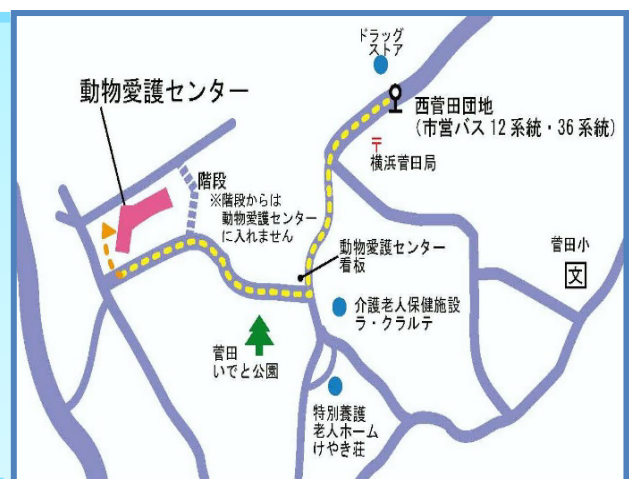 ドラッグ
ストア
動物愛護センター
西菅田団地
(市営バス12系統・36系統)
〒
横浜菅田局
階段
※階段からは
動物愛護センター
に入れません
動物愛護センター
看板
菅田小
文
介護老人保健施設
ラ・クラルテ
菅田
いでと公園
特別養護
老人ホーム
けやき荘